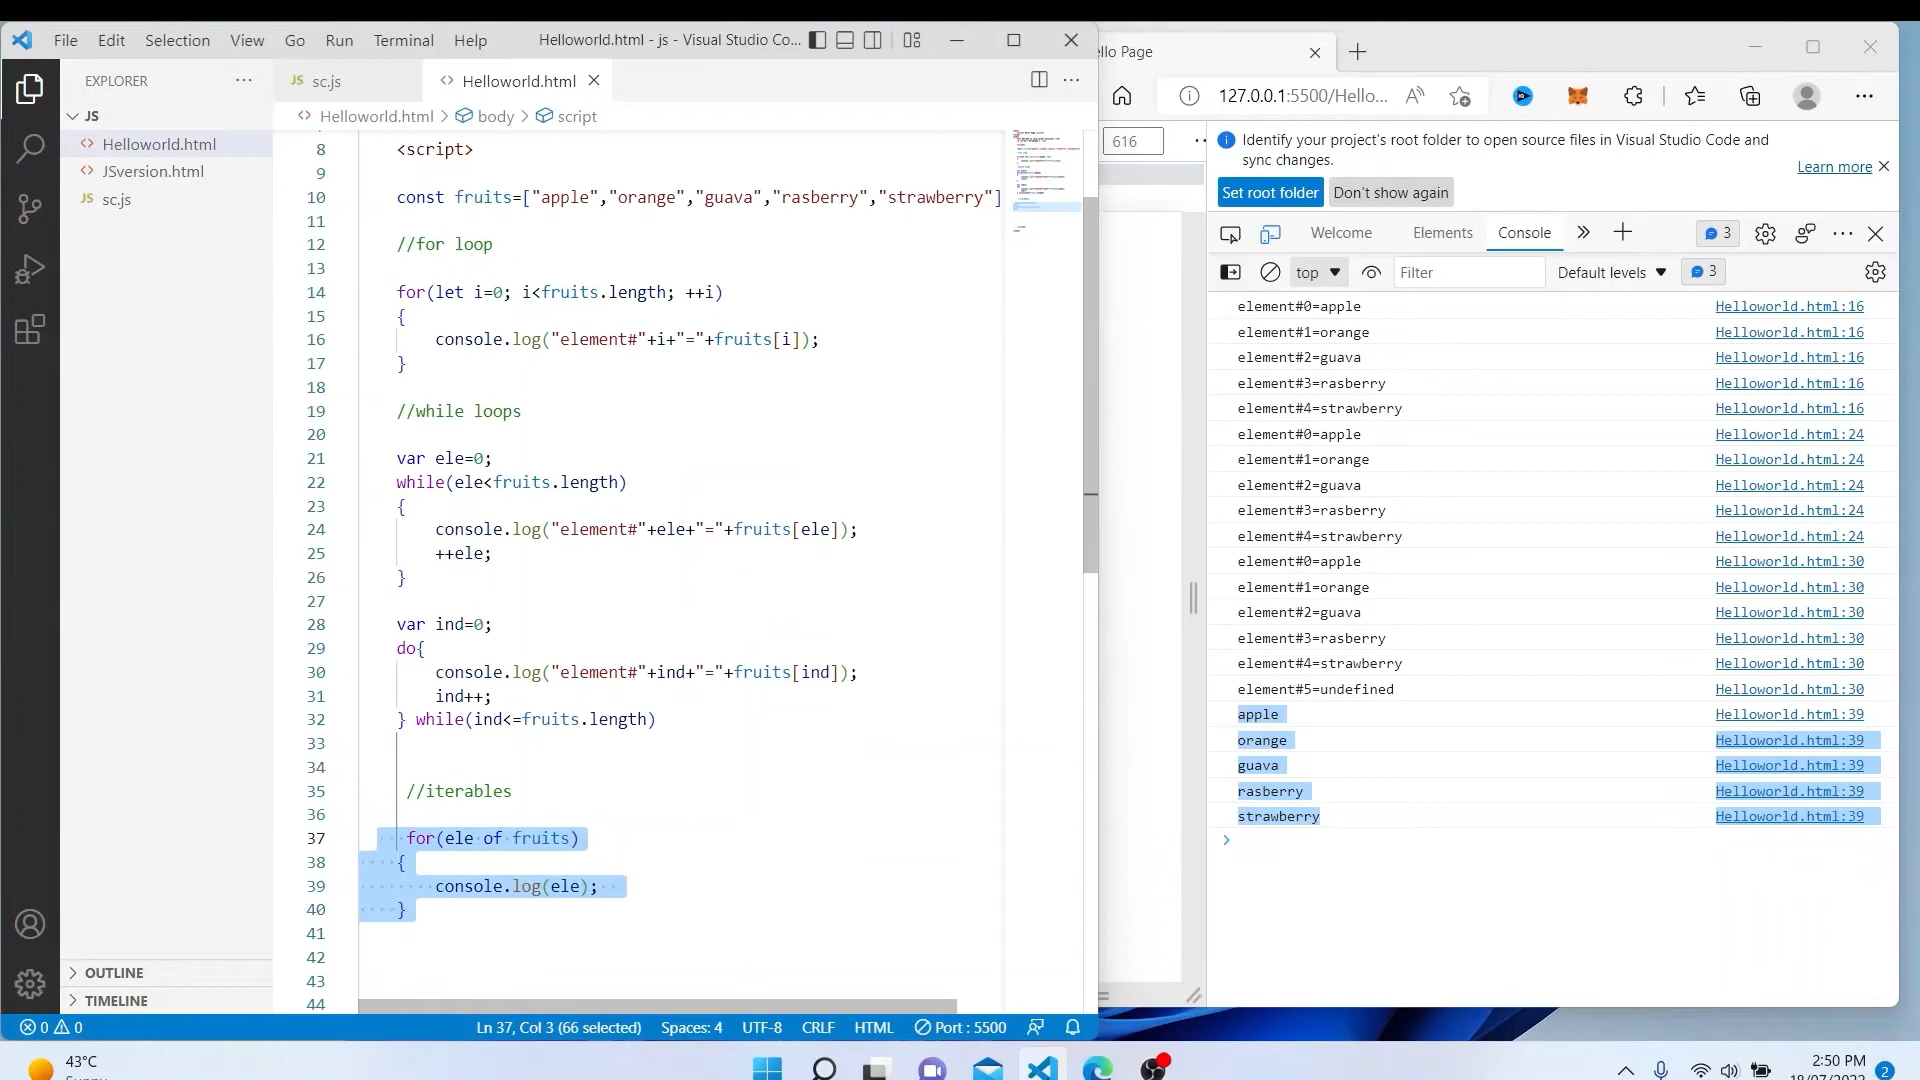 File Edit Selection View Go Run Terminal Help Helloworld.html - js - Visual Studio Co...
EXPLORER
JS
Helloworld.html
JSversion.html
JS sc.js
JS sc.js
Helloworld.html
Helloworld.html > body > script
8 <script>
9
10 const fruits=["apple","orange","guava","rasberry","strawberry"]
11
12 //for loop
13
14 for(let i=0; i<fruits.length; ++i)
15 {
16 console.log("element#"+i+"="+fruits[i]);
17 }
18
19 //while loops
20
21 var ele=0;
22 while(ele<fruits.length)
23 {
24 console.log("element#"+ele+"="+fruits[ele]);
25 ++ele;
26 }
27
28 var ind=0;
29 do{
30 console.log("element#"+ind+"="+fruits[ind]);
31 ind++;
32 } while(ind<=fruits.length)
33
34
35 //iterables
36
37 for(ele of fruits)
38 {
39 console.log(ele);
40 }
41
42
43
44
OUTLINE
TIMELINE
0 0 Ln 37, Col 3 (66 selected) Spaces: 4 UTF-8 CRLF HTML Port : 5500
llo Page
127.0.0.1:5500/Hello...
616
Identify your project's root folder to open source files in Visual Studio Code and
sync changes.
Learn more
Set root folder Don't show again
Welcome Elements Console 3
top Filter Default levels 3
element#0=apple Helloworld.html:16
element#1=orange Helloworld.html:16
element#2=guava Helloworld.html:16
element#3=rasberry Helloworld.html:16
element#4=strawberry Helloworld.html:16
element#0=apple Helloworld.html:24
element#1=orange Helloworld.html:24
element#2=guava Helloworld.html:24
element#3=rasberry Helloworld.html:24
element#4=strawberry Helloworld.html:24
element#0=apple Helloworld.html:30
element#1=orange Helloworld.html:30
element#2=guava Helloworld.html:30
element#3=rasberry Helloworld.html:30
element#4=strawberry Helloworld.html:30
element#5=undefined Helloworld.html:30
apple Helloworld.html:39
orange Helloworld.html:39
guava Helloworld.html:39
rasberry Helloworld.html:39
strawberry Helloworld.html:39
43°C
Sunny
2:50 PM
2